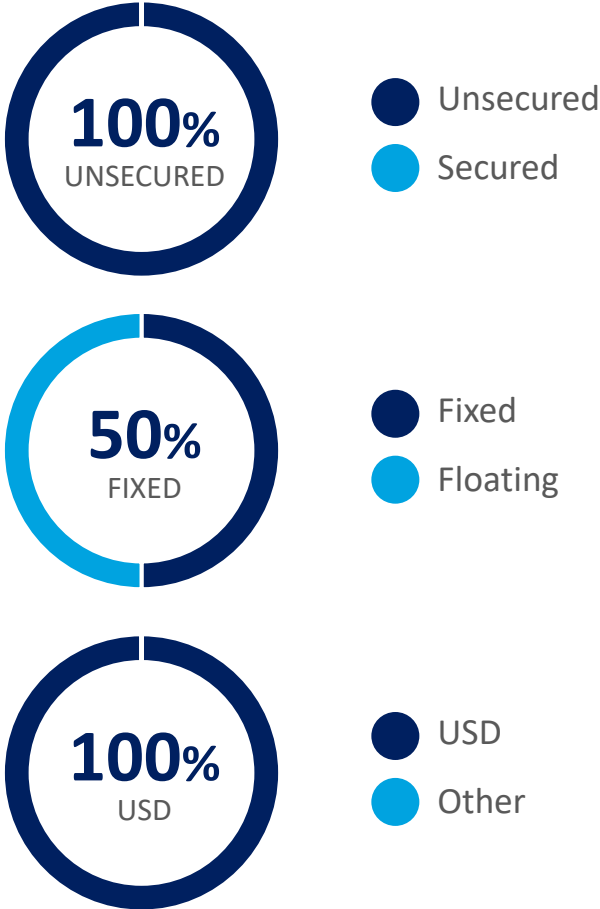 100%
UNSECURED
Unsecured
Secured
50%
FIXED
Fixed
Floating
100%
USD
USD
Other